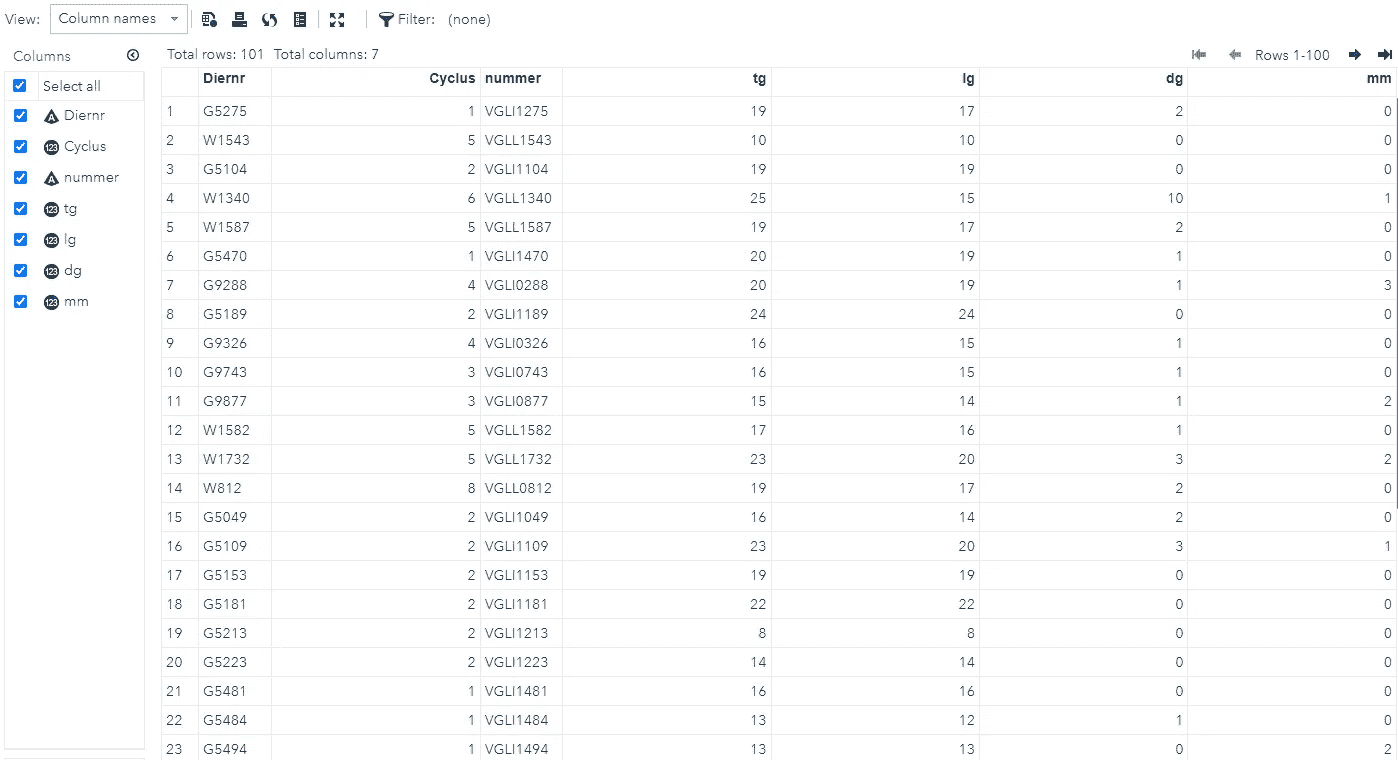 View: Column names Filter: (none)
Columns Total rows: 101 Total columns: 7 Rows 1-100
Select all Diernr Cyclus nummer tg lg dg mm
Diernr
Cyclus
nummer
tg
lg
dg
mm
1 G5275 1 VGLI1275 19 17 2 0
2 W1543 5 VGLL1543 10 10 0 0
3 G5104 2 VGLI1104 19 19 0 0
4 W1340 6 VGLL1340 25 15 10 1
5 W1587 5 VGLL1587 19 17 2 0
6 G5470 1 VGLI1470 20 19 1 0
7 G9288 4 VGLI0288 20 19 1 3
8 G5189 2 VGLI1189 24 24 0 0
9 G9326 4 VGLI0326 16 15 1 0
10 G9743 3 VGLI0743 16 15 1 0
11 G9877 3 VGLI0877 15 14 1 2
12 W1582 5 VGLL1582 17 16 1 0
13 W1732 5 VGLL1732 23 20 3 2
14 W812 8 VGLL0812 19 17 2 0
15 G5049 2 VGLI1049 16 14 2 0
16 G5109 2 VGLI1109 23 20 3 1
17 G5153 2 VGLI1153 19 19 0 0
18 G5181 2 VGLI1181 22 22 0 0
19 G5213 2 VGLI1213 8 8 0 0
20 G5223 2 VGLI1223 14 14 0 0
21 G5481 1 VGLI1481 16 16 0 0
22 G5484 1 VGLI1484 13 12 1 0
23 G5494 1 VGLI1494 13 13 0 2